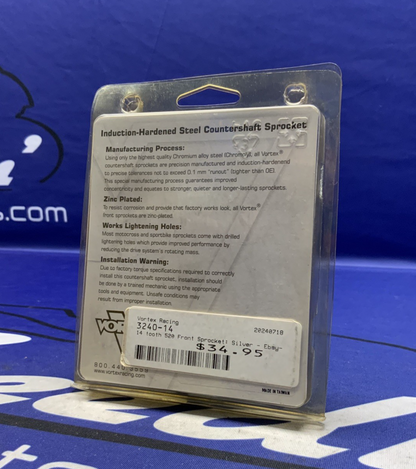 Induction-Hardened Steel Countershaft Sprocket
Manufacturing Process:
Using only the highest quality Chromium alloy steel (Chromyl), all Vortex®
countershaft sprockets are precision manufactured and induction-hardenend
to precise tolerances not to exceed 0.1 mm "runout" (tighter than OE).
This special manufacturing process guarantees improved
concentricity and equates to stronger, quieter and longer-lasting sprockets.
Zinc Plated:
To resist corrosion and provide that factory works look, all Vortex®
front sprockets are zinc-plated.
Works Lightening Holes:
Most motocross and sportbike sprockets come with drilled
lightening holes which provide improved performance by
reducing the drive system's rotating mass.
Installation Warning:
Due to factory torque specifications required to correctly
install this countershaft sprocket, installation should
be done by a trained mechanic using the appropriate
tools and equipment. Unsafe conditions may
result from improper installation.
Vortex Racing
3240-14 20240718
14 tooth 520 Front Sprocket| Silver - Ebay-
$34.95
800.440.
www.vortexracing.com
MADE IN TAIWAN
s.com